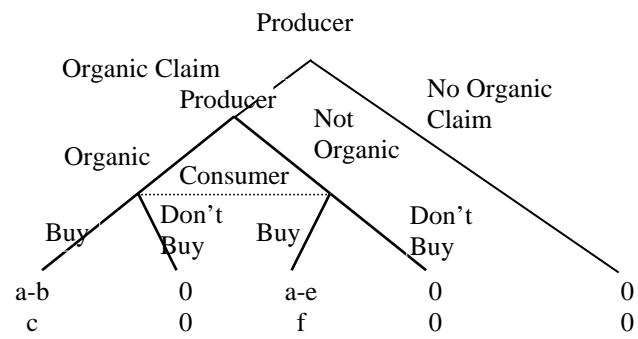 Producer
Organic Claim
No Organic
Claim
Producer
Not
Organic
Organic
Consumer
Buy
Don't
Buy
Buy
Don't
Buy
a-b 0 a-e 0 0
c 0 f 0 0